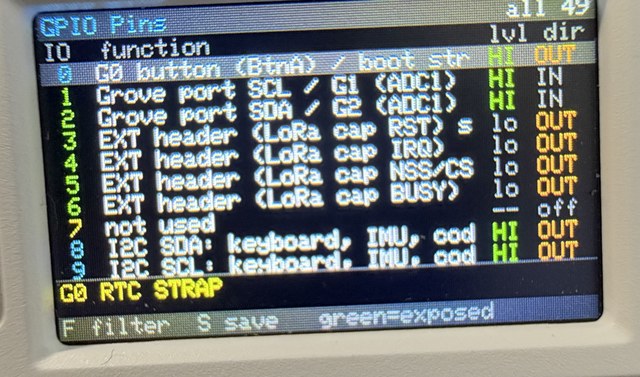 GPIO Pins all 49
IO function lvl dir
0 G0 button (BtnA) / boot str HI OUT
1 Grove port SCL / G1 (ADC1) HI IN
2 Grove port SDA / G2 (ADC1) HI IN
3 EXT header (LoRa cap RST) s lo OUT
4 EXT header (LoRa cap IRQ) lo OUT
5 EXT header (LoRa cap NSS/CS lo OUT
6 EXT header (LoRa cap BUSY) lo OUT
7 not used -- off
8 I2C SDA: keyboard, IMU, cod HI OUT
9 I2C SCL: keyboard, IMU, cod HI OUT
G0 RTC STRAP
F filter S save green=exposed